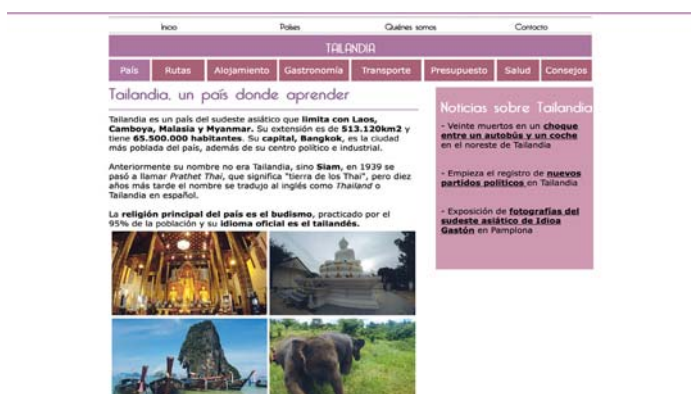 Inicio Países Quiénes somos Contacto
TAILANDIA
País Rutas Alojamiento Gastronomía Transporte Presupuesto Salud Consejos
Tailandia, un país donde aprender
Tailandia es un país del sudeste asiático que limita con Laos,
Camboya, Malasia y Myanmar. Su extensión es de 513.120km2 y
tiene 65.500.000 habitantes. Su capital, Bangkok, es la ciudad
más poblada del país, además de su centro político e industrial.
Anteriormente su nombre no era Tailandia, sino Siam, en 1939 se
pasó a llamar Prathet Thai, que significa "tierra de los Thai", pero diez
años más tarde el nombre se tradujo al inglés como Thailand o
Tailandia en español.
La religión principal del país es el budismo, practicado por el
95% de la población y su idioma oficial es el tailandés.
Noticias sobre Tailandia
- Veinte muertos en un choque
entre un autobús y un coche
en el noreste de Tailandia
- Empieza el registro de nuevos
partidos políticos en Tailandia
- Exposición de fotografías del
sudeste asiático de Idioa
Gastón en Pamplona